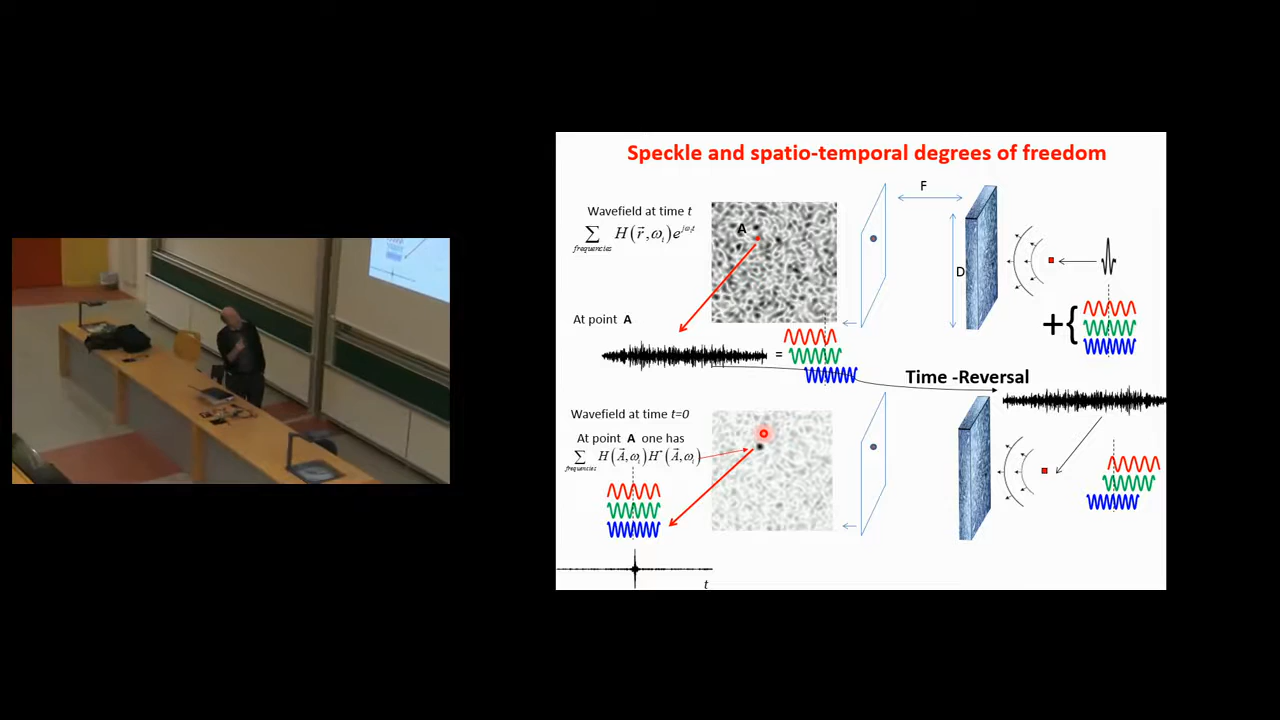 Speckle and spatio-temporal degrees of freedom
Wavefield at time t
∑ H(r⃗,ω_i)e^{jω_i t}
frequencies
A
F
D
At point A
=
+{
Time -Reversal
Wavefield at time t=0
At point A one has
∑ H(A⃗,ω_i)H*(A⃗,ω_i)
frequencies
t